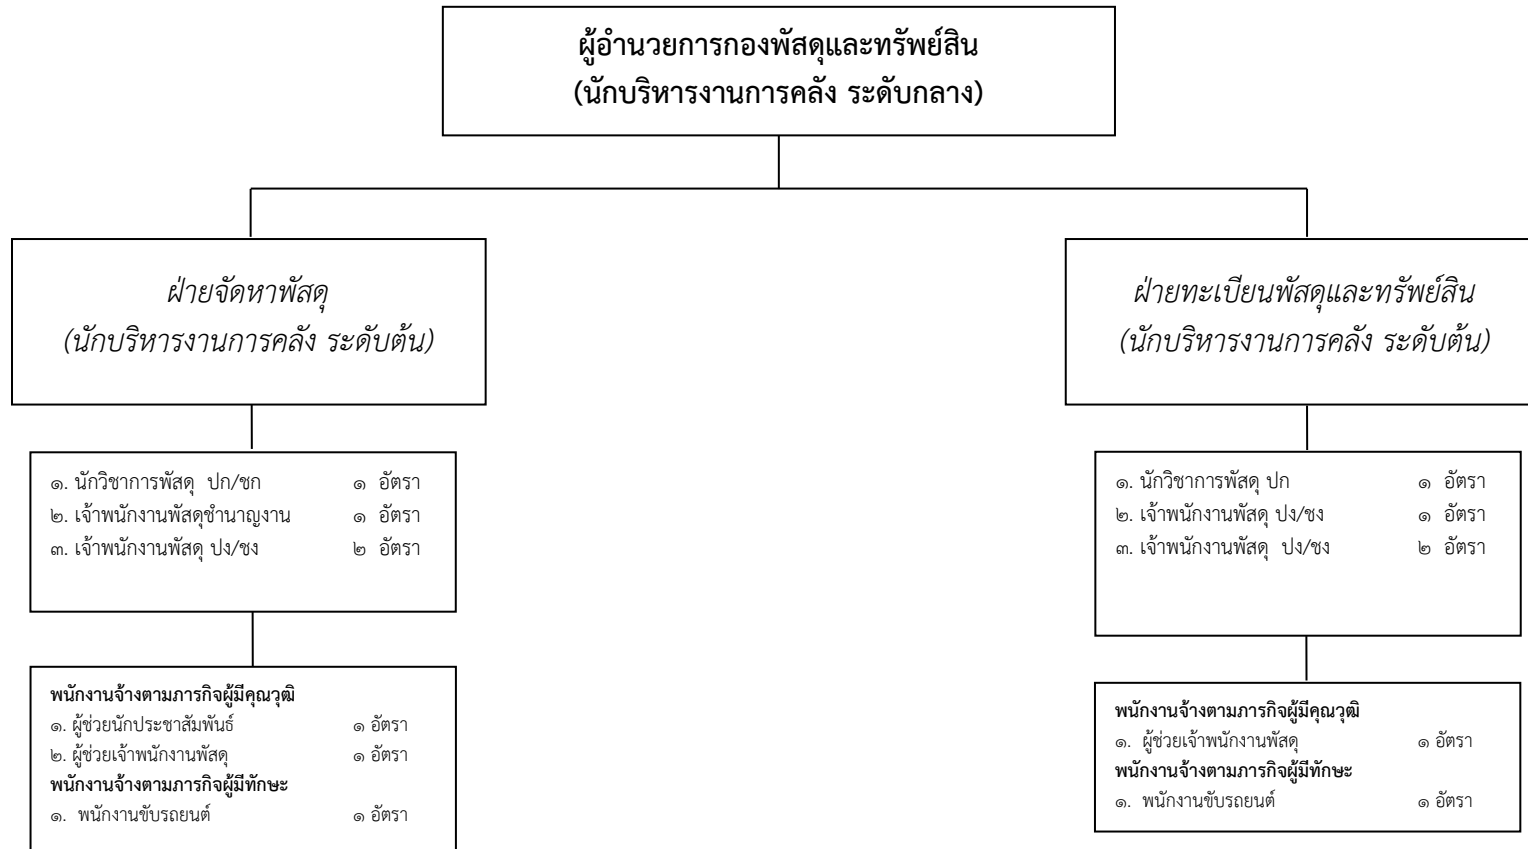 ผู้อำนวยการกองพัสดุและทรัพย์สิน
(นักบริหารงานการคลัง ระดับกลาง)
ฝ่ายจัดหาพัสดุ
(นักบริหารงานการคลัง ระดับต้น)
๑. นักวิชาการพัสดุ ปก/ชก ๑ อัตรา
๒. เจ้าพนักงานพัสดุชำนาญงาน ๑ อัตรา
๓. เจ้าพนักงานพัสดุ ปง/ชง ๒ อัตรา
พนักงานจ้างตามภารกิจผู้มีคุณวุฒิ
๑. ผู้ช่วยนักประชาสัมพันธ์ ๑ อัตรา
๒. ผู้ช่วยเจ้าพนักงานพัสดุ ๑ อัตรา
พนักงานจ้างตามภารกิจผู้มีทักษะ
๑. พนักงานขับรถยนต์ ๑ อัตรา
ฝ่ายทะเบียนพัสดุและทรัพย์สิน
(นักบริหารงานการคลัง ระดับต้น)
๑. นักวิชาการพัสดุ ปก ๑ อัตรา
๒. เจ้าพนักงานพัสดุ ปง/ชง ๑ อัตรา
๓. เจ้าพนักงานพัสดุ ปง/ชง ๒ อัตรา
พนักงานจ้างตามภารกิจผู้มีคุณวุฒิ
๑. ผู้ช่วยเจ้าพนักงานพัสดุ ๑ อัตรา
พนักงานจ้างตามภารกิจผู้มีทักษะ
๑. พนักงานขับรถยนต์ ๑ อัตรา